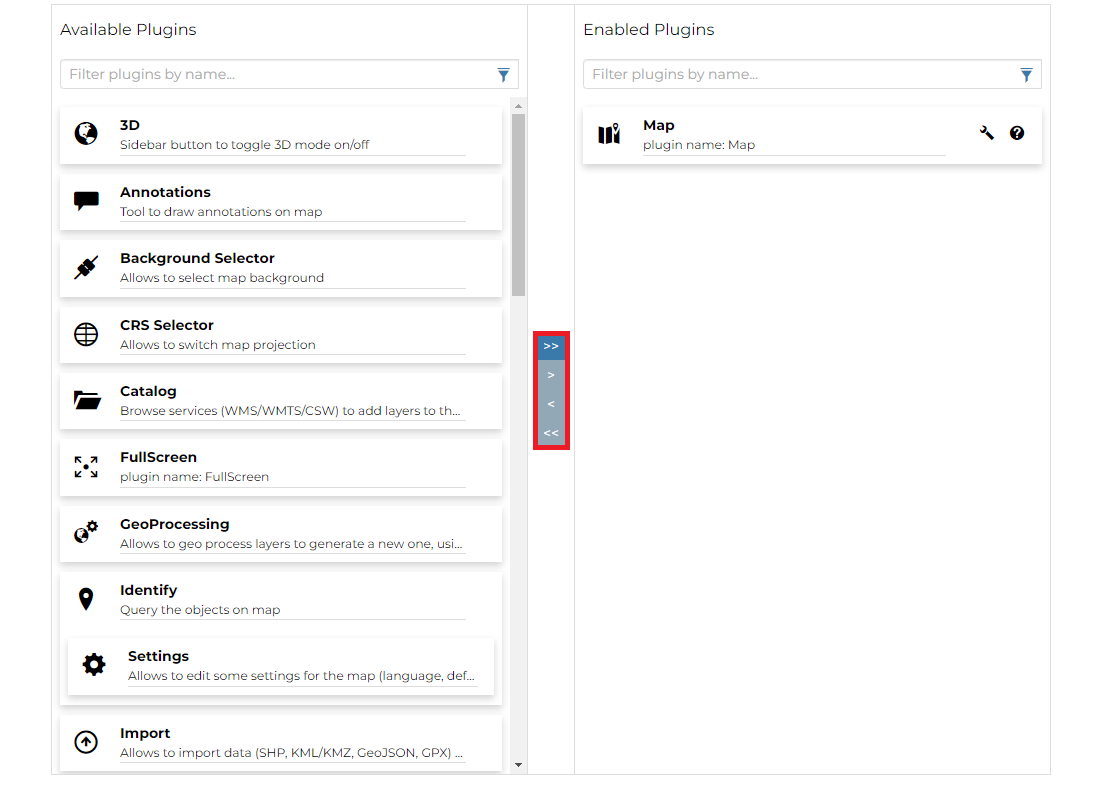 Available Plugins
Filter plugins by name...
3D
Sidebar button to toggle 3D mode on/off
Annotations
Tool to draw annotations on map
Background Selector
Allows to select map background
CRS Selector
Allows to switch map projection
Catalog
Browse services (WMS/WMTS/CSW) to add layers to th...
FullScreen
plugin name: FullScreen
GeoProcessing
Allows to geo process layers to generate a new one, usi...
Identify
Query the objects on map
Settings
Allows to edit some settings for the map (language, def...
Import
Allows to import data (SHP, KML/KMZ, GeoJSON, GPX) ...
>>
>
<
<<
Enabled Plugins
Filter plugins by name...
Map
plugin name: Map